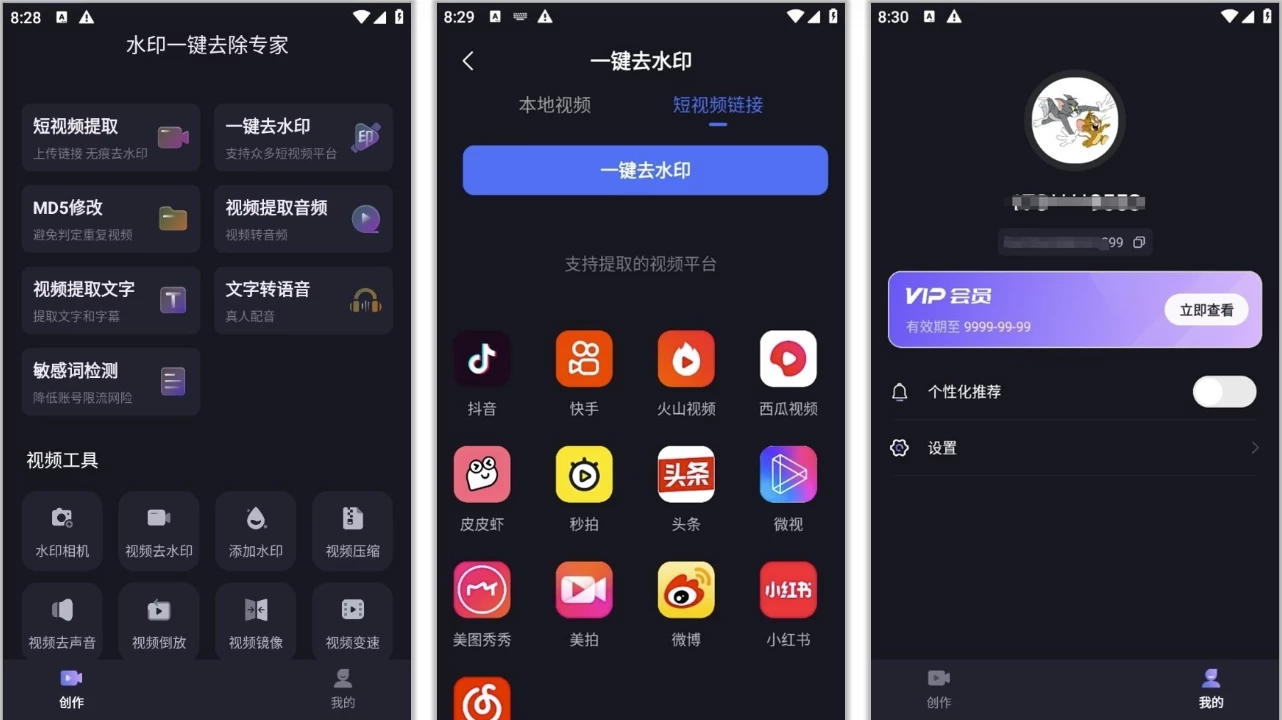 8:28
水印一键去除专家
短视频提取
上传链接 无痕去水印
一键去水印
支持众多短视频平台
印
MD5修改
避免判定重复视频
视频提取音频
视频转音频
视频提取文字
提取文字和字幕
T
文字转语音
真人配音
敏感词检测
降低账号限流网险
视频工具
水印相机
视频去水印
添加水印
视频压缩
视频去声音
视频倒放
视频镜像
视频变速
创作
我的
8:29
一键去水印
本地视频
短视频链接
一键去水印
支持提取的视频平台
抖音
快手
火山视频
西瓜视频
头条
皮皮虾
秒拍
头条
微视
小红书
美图秀秀
美拍
微博
小红书
8:30
299
VIP 会员
有效期至 9999-99-99
立即查看
个性化推荐
设置
创作
我的